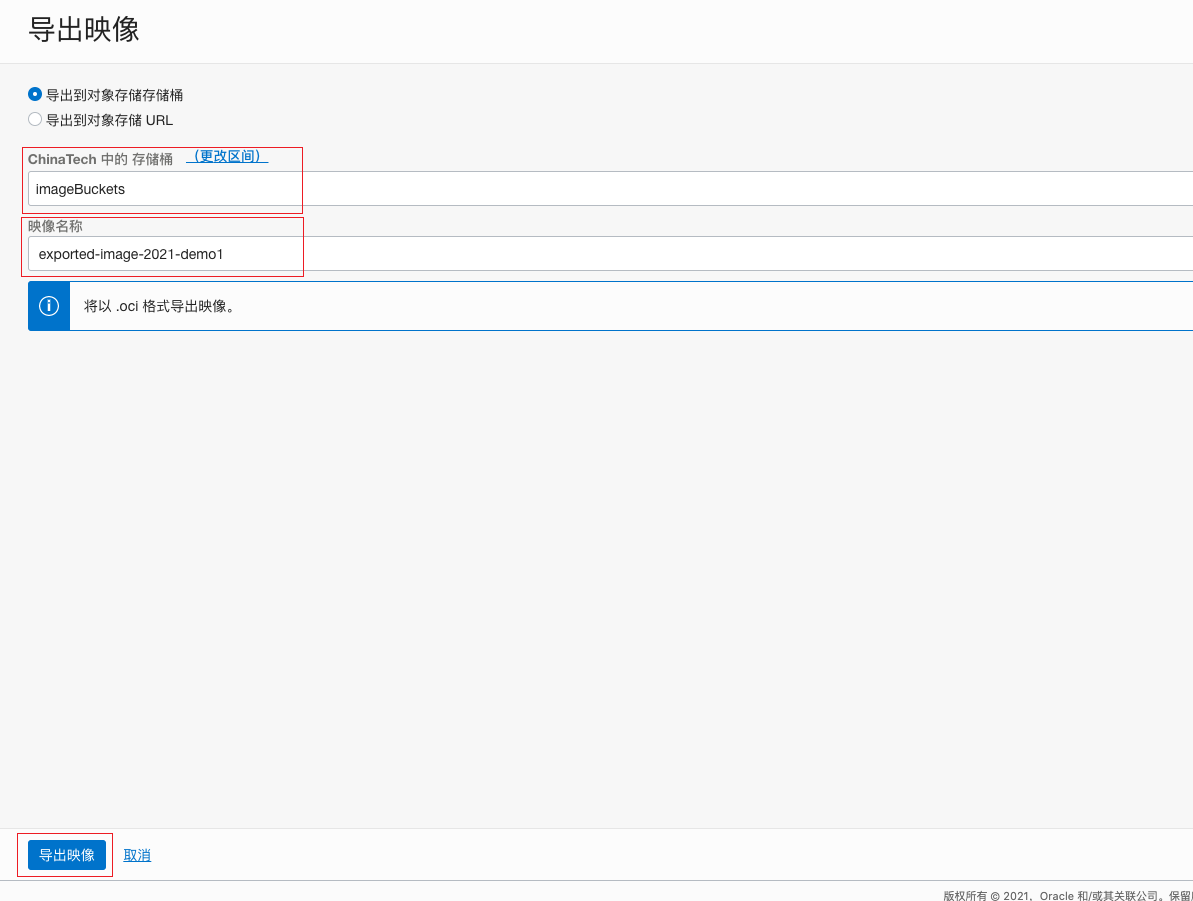 导出映像
导出到对象存储存储桶
导出到对象存储 URL
ChinaTech 中的 存储桶 （更改区间）
imageBuckets
映像名称
exported-image-2021-demo1
将以 .oci 格式导出映像。
导出映像 取消
版权所有 © 2021，Oracle 和/或其关联公司。保留